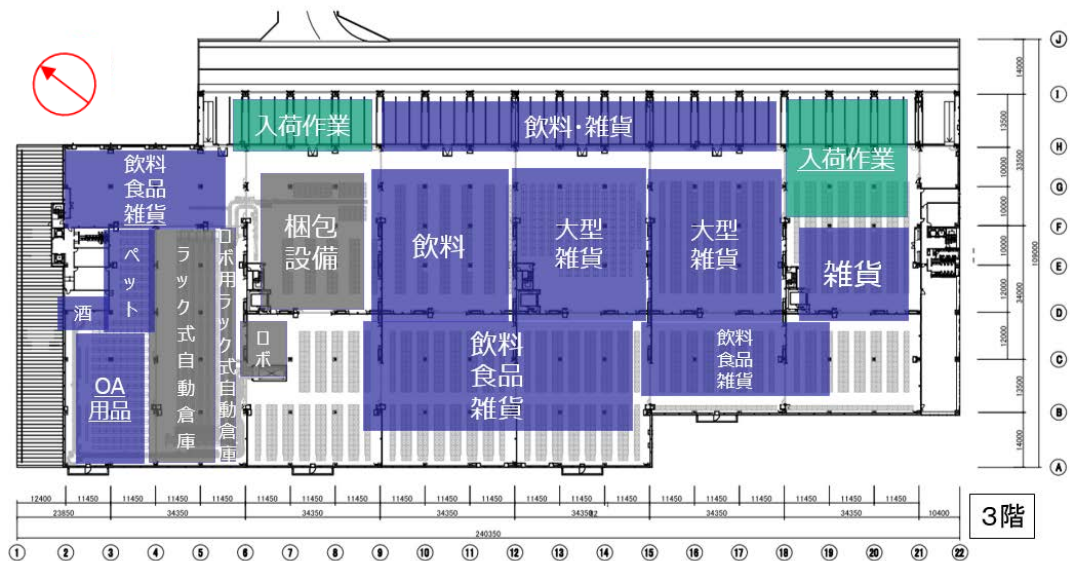 J
14000
I
入荷作業
飲料・雑貨
入荷作業
13500
33500
H
飲料
食品
雑貨
10000
G
梱包
設備
飲料
大型
雑貨
大型
雑貨
10000
F
ペット
ラック式自動倉庫
ロボ用ラック式自動倉庫
雑貨
10000
109000
E
12000
34000
酒
D
ロボ
飲料
食品
雑貨
飲料
食品
雑貨
12000
C
OA
用品
12000
B
14000
A
12400 11450 11450 11450 11450 11450 11450 11450 11450 11450 11450 11450 11450 11450 11450 11450 11450 11450 11450 11450
23850 34350 34350 34350 34350 34350 34350 10400
240350
3階
1 2 3 4 5 6 7 8 9 10 11 12 13 14 15 16 17 18 19 20 21 22